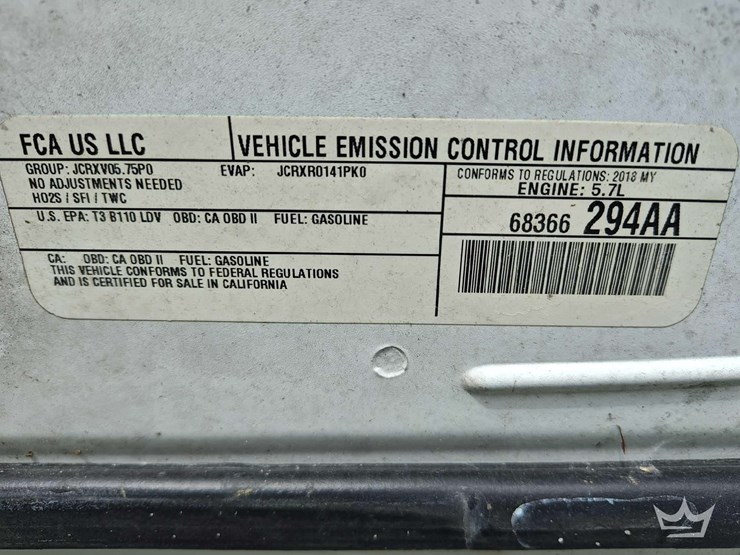 FCA US LLC
VEHICLE EMISSION CONTROL INFORMATION
GROUP: JCRXV05.75P0 EVAP: JCRXR0141PK0
NO ADJUSTMENTS NEEDED
HO2S / SFI / TWC
U.S. EPA: T3 B110 LDV OBD: CA OBD II FUEL: GASOLINE
CA: OBD: CA OBD II FUEL: GASOLINE
THIS VEHICLE CONFORMS TO FEDERAL REGULATIONS
AND IS CERTIFIED FOR SALE IN CALIFORNIA
CONFORMS TO REGULATIONS: 2018 MY
ENGINE: 5.7L
68366 294AA